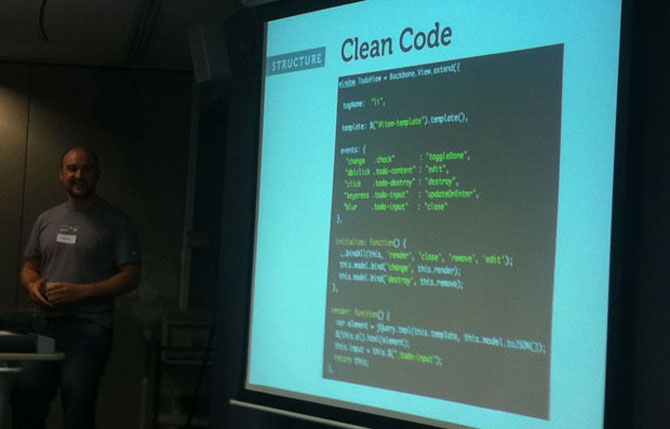 STRUCTURE
Clean Code
window TodoView = Backbone.View.extend({
tagName: "li",
template: $("#item-template").template(),
events: {
"change .check" : "toggleDone",
"dblclick .todo-content" : "edit",
"click .todo-destroy" : "destroy",
"keypress .todo-input" : "updateOnEnter",
"blur .todo-input" : "close"
},
initialize: function() {
_.bindAll(this, 'render', 'close', 'remove', 'edit');
this.model.bind('change', this.render);
this.model.bind('destroy', this.remove);
},
render: function() {
var element = jQuery.tmpl(this.template, this.model.toJSON());
$(this.el).html(element);
this.input = this.$(".todo-input");
return this;
},